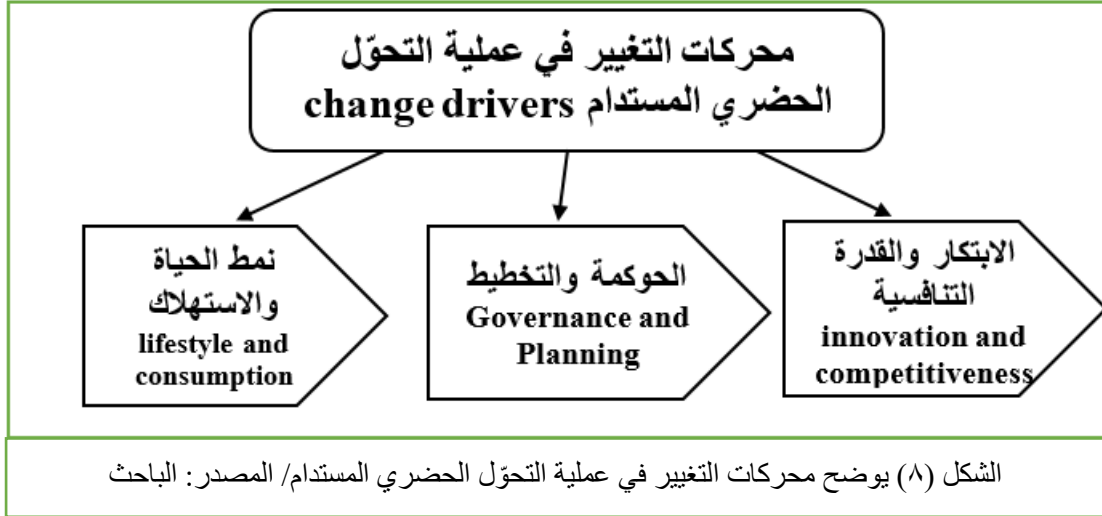 محركات التغيير في عملية التحوّل
الحضري المستدام change drivers
الابتكار والقدرة
التنافسية
innovation and
competitiveness
الحوكمة والتخطيط
Governance and
Planning
نمط الحياة
والاستهلاك
lifestyle and
consumption
الشكل (٨) يوضح محركات التغيير في عملية التحوّل الحضري المستدام/ المصدر: الباحث